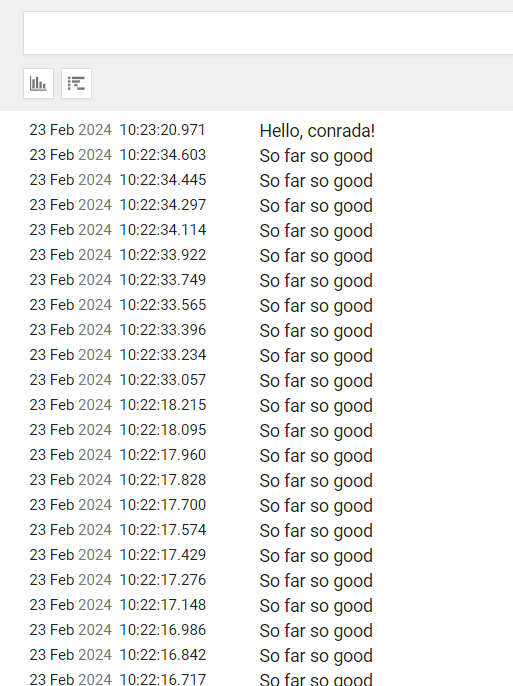 23 Feb 2024 10:23:20.971 Hello, conrada!
23 Feb 2024 10:22:34.603 So far so good
23 Feb 2024 10:22:34.445 So far so good
23 Feb 2024 10:22:34.297 So far so good
23 Feb 2024 10:22:34.114 So far so good
23 Feb 2024 10:22:33.922 So far so good
23 Feb 2024 10:22:33.749 So far so good
23 Feb 2024 10:22:33.565 So far so good
23 Feb 2024 10:22:33.396 So far so good
23 Feb 2024 10:22:33.234 So far so good
23 Feb 2024 10:22:33.057 So far so good
23 Feb 2024 10:22:18.215 So far so good
23 Feb 2024 10:22:18.095 So far so good
23 Feb 2024 10:22:17.960 So far so good
23 Feb 2024 10:22:17.828 So far so good
23 Feb 2024 10:22:17.700 So far so good
23 Feb 2024 10:22:17.574 So far so good
23 Feb 2024 10:22:17.429 So far so good
23 Feb 2024 10:22:17.276 So far so good
23 Feb 2024 10:22:17.148 So far so good
23 Feb 2024 10:22:16.986 So far so good
23 Feb 2024 10:22:16.842 So far so good
23 Feb 2024 10:22:16.717 So far so good